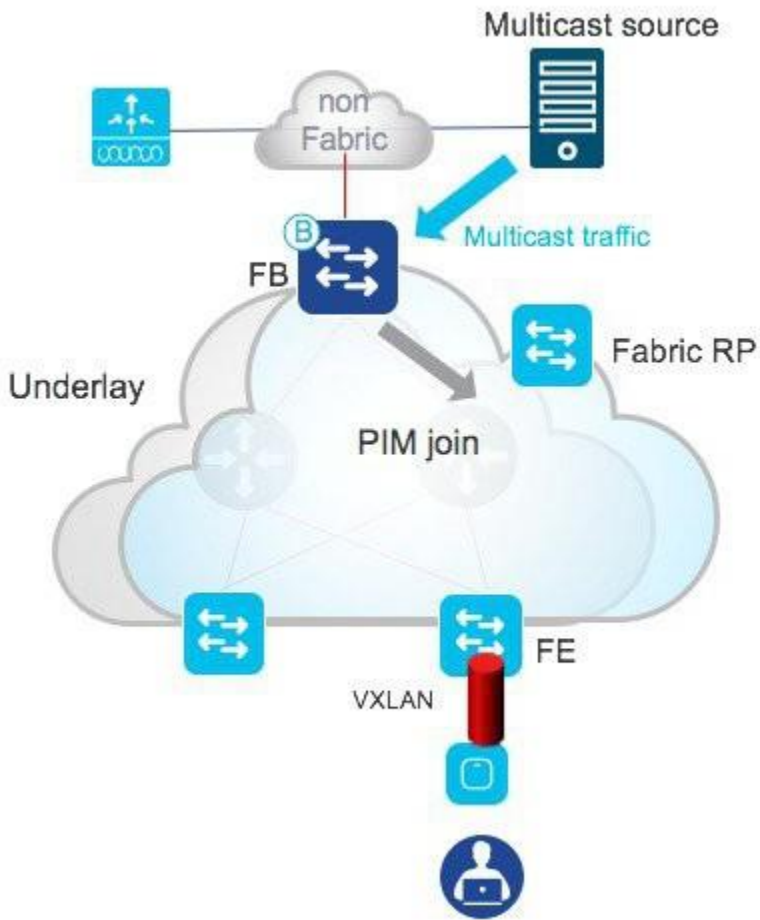 Multicast source
non
Fabric
B
Multicast traffic
FB
Fabric RP
Underlay
PIM join
FE
VXLAN